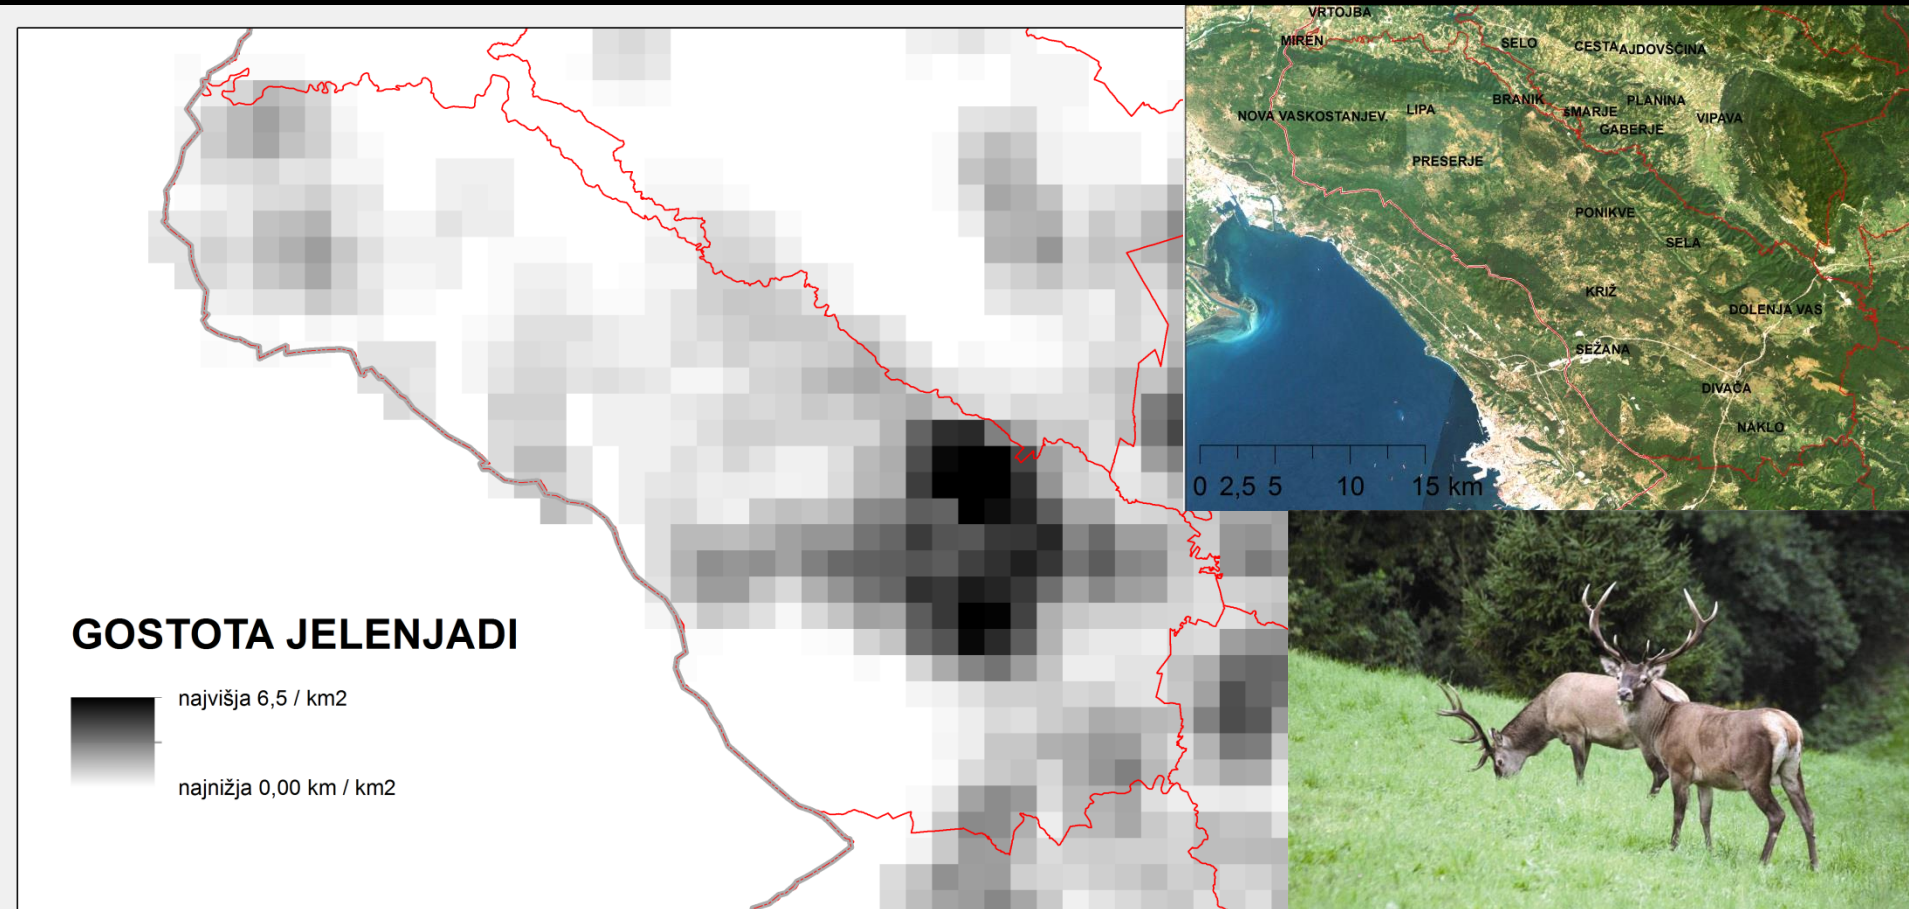 GOSTOTA JELENJADI
najvišja 6,5 / km2
najnižja 0,00 km / km2
VRTOJBA
MIREN
SELO
CESTA AJDOVŠČINA
NOVA VAS KOSTANJEV.
LIPA
BRANIK
PLANINA
šMARJE
GABERJE
VIPAVA
PRESERJE
PONIKVE
SELA
KRIŽ
DOLENJA VAS
SEŽANA
DIVAČA
NAKLO
0 2,5 5 10 15 km